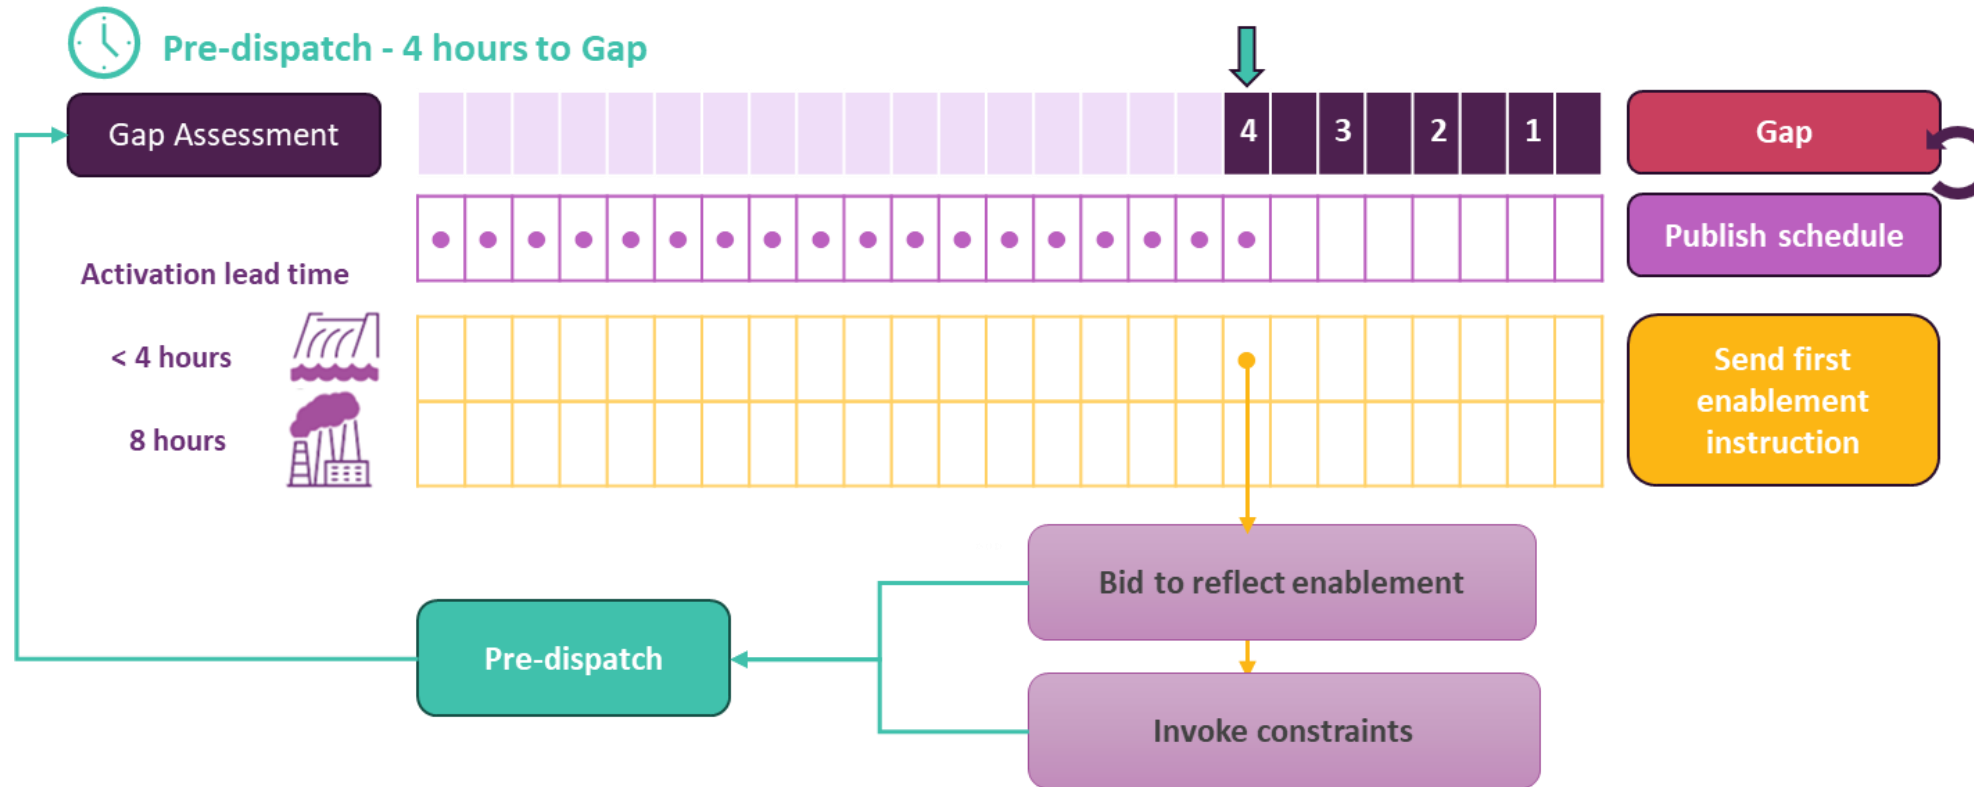 Pre-dispatch - 4 hours to Gap
Gap Assessment
4 3 2 1
Gap
Publish schedule
Activation lead time
< 4 hours
8 hours
Send first
enablement
instruction
Bid to reflect enablement
Pre-dispatch
Invoke constraints